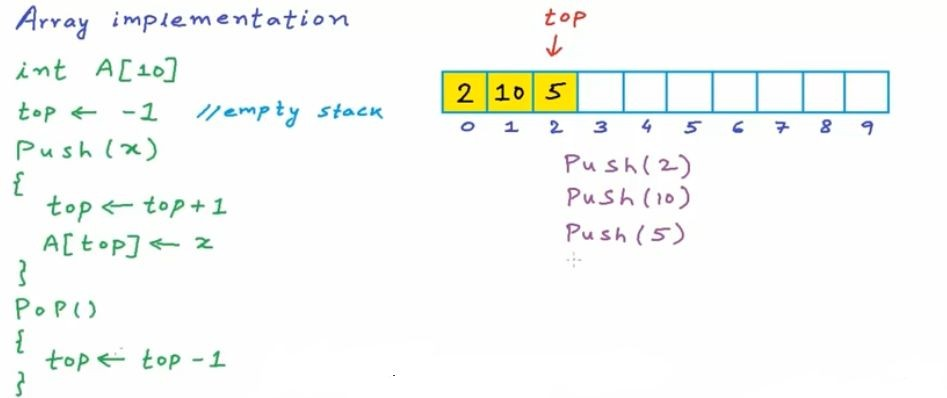 Array implementation
int A[10]
top ← -1 //empty stack
Push(x)
{
top ← top+1
A[top] ← x
}
POP()
{
top ← top -1
}
top
↓
2 10 5
0 1 2 3 4 5 6 7 8 9
Push(2)
Push(10)
Push(5)